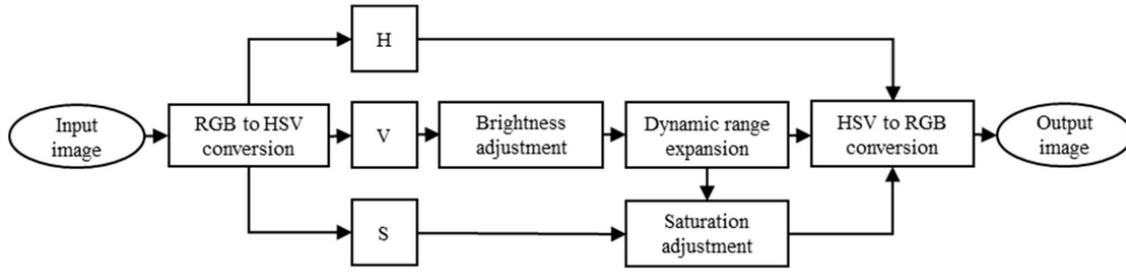 H
Input
image
RGB to HSV
conversion
V
Brightness
adjustment
Dynamic range
expansion
HSV to RGB
conversion
Output
image
S
Saturation
adjustment